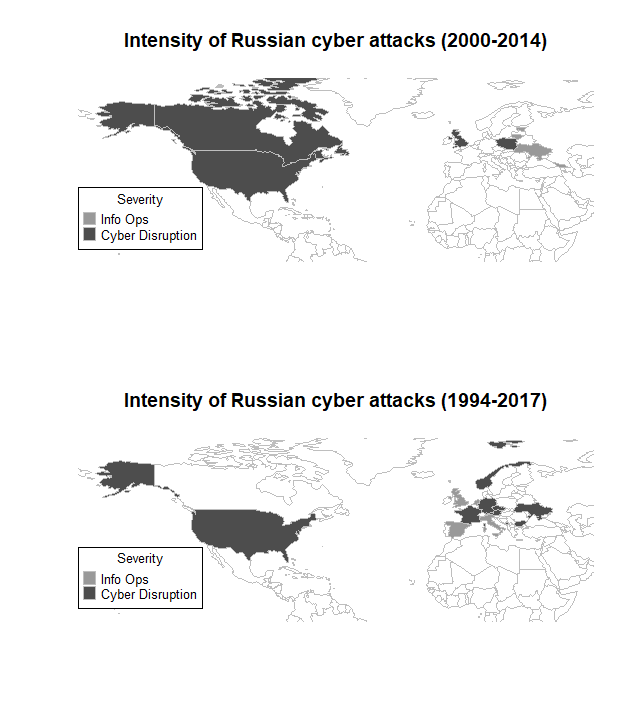 Intensity of Russian cyber attacks (2000-2014)
Severity
Info Ops
Cyber Disruption
Intensity of Russian cyber attacks (1994-2017)
Severity
Info Ops
Cyber Disruption